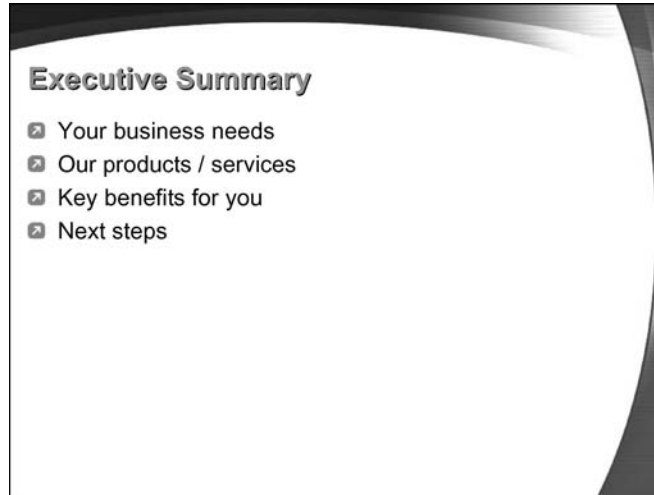 Executive Summary
Your business needs
Our products / services
Key benefits for you
Next steps